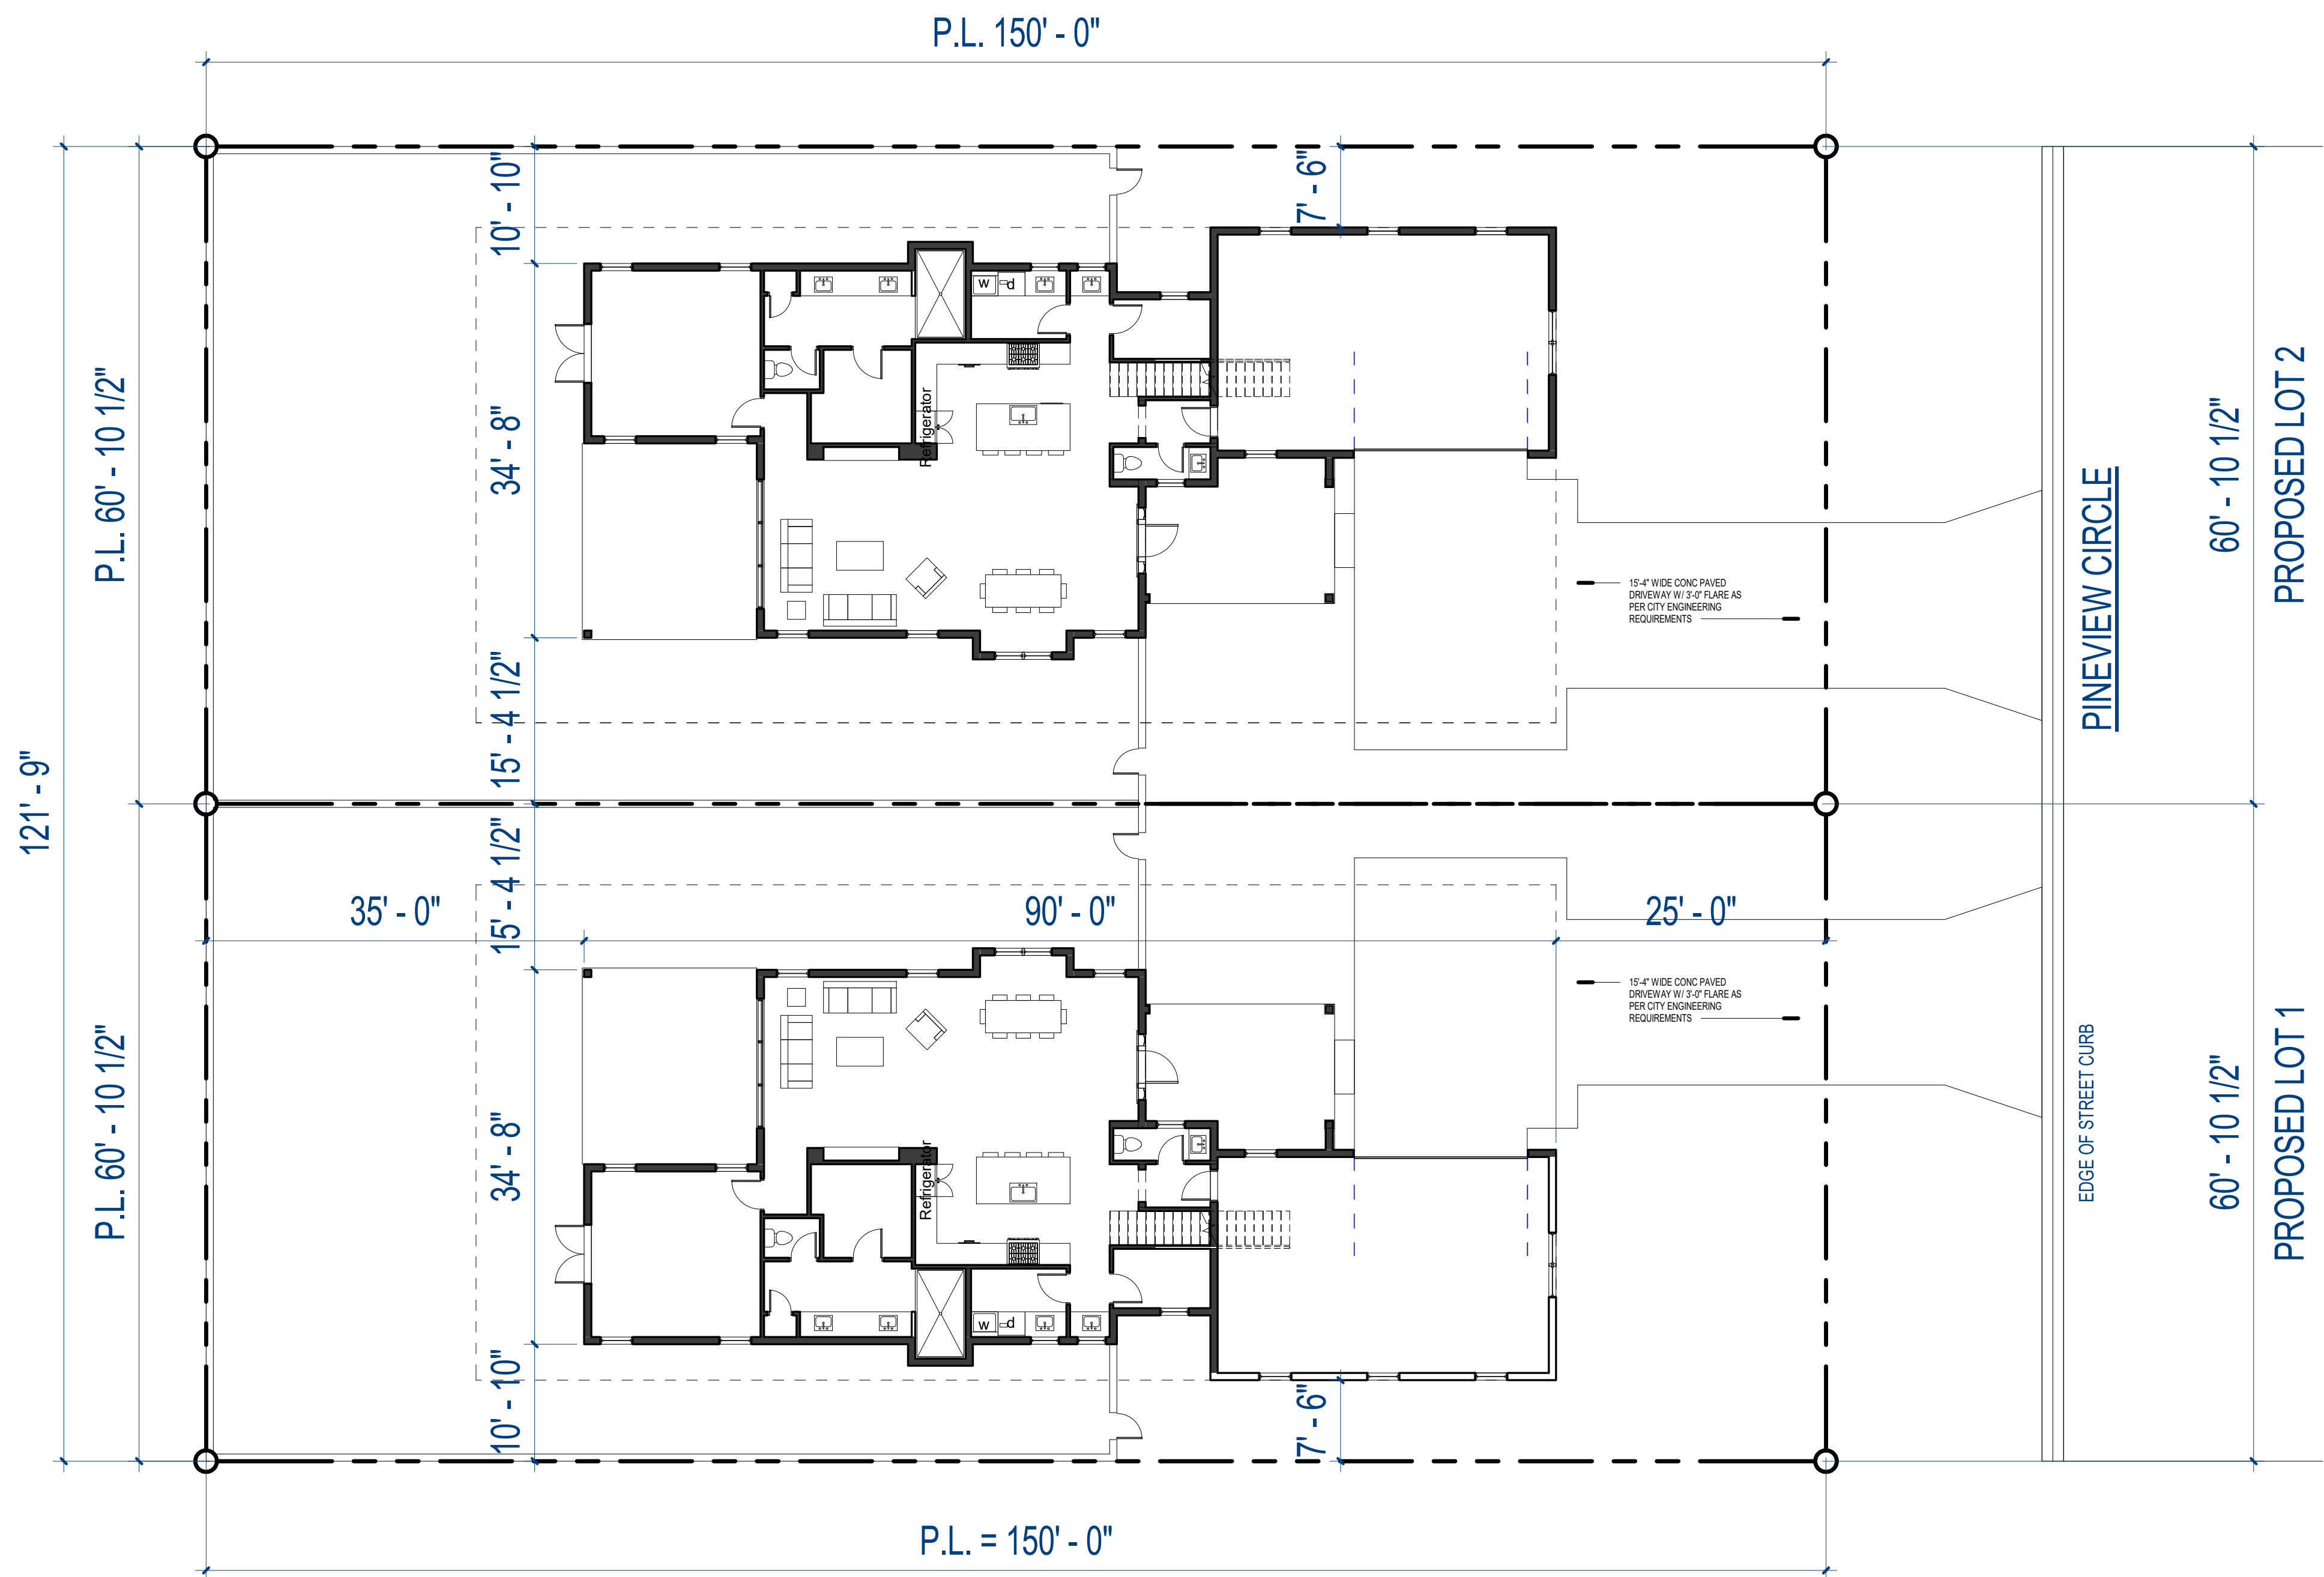 P.L. 150' - 0"
10' - 10"
7' - 6"
w
d
P.L. 60' - 10 1/2"
34' - 8"
Refrigerator
60' - 10 1/2"
PROPOSED LOT 2
PINEVIEW CIRCLE
15'-4" WIDE CONC PAVED
DRIVEWAY W/ 3'-0" FLARE AS
PER CITY ENGINEERING
REQUIREMENTS
15' - 4 1/2"
121' - 9"
15' - 4 1/2"
35' - 0"
90' - 0"
25' - 0"
15'-4" WIDE CONC PAVED
DRIVEWAY W/ 3'-0" FLARE AS
PER CITY ENGINEERING
REQUIREMENTS
P.L. 60' - 10 1/2"
34' - 8"
Refrigerator
EDGE OF STREET CURB
60' - 10 1/2"
PROPOSED LOT 1
w
d
10' - 10"
7' - 6"
P.L. = 150' - 0"